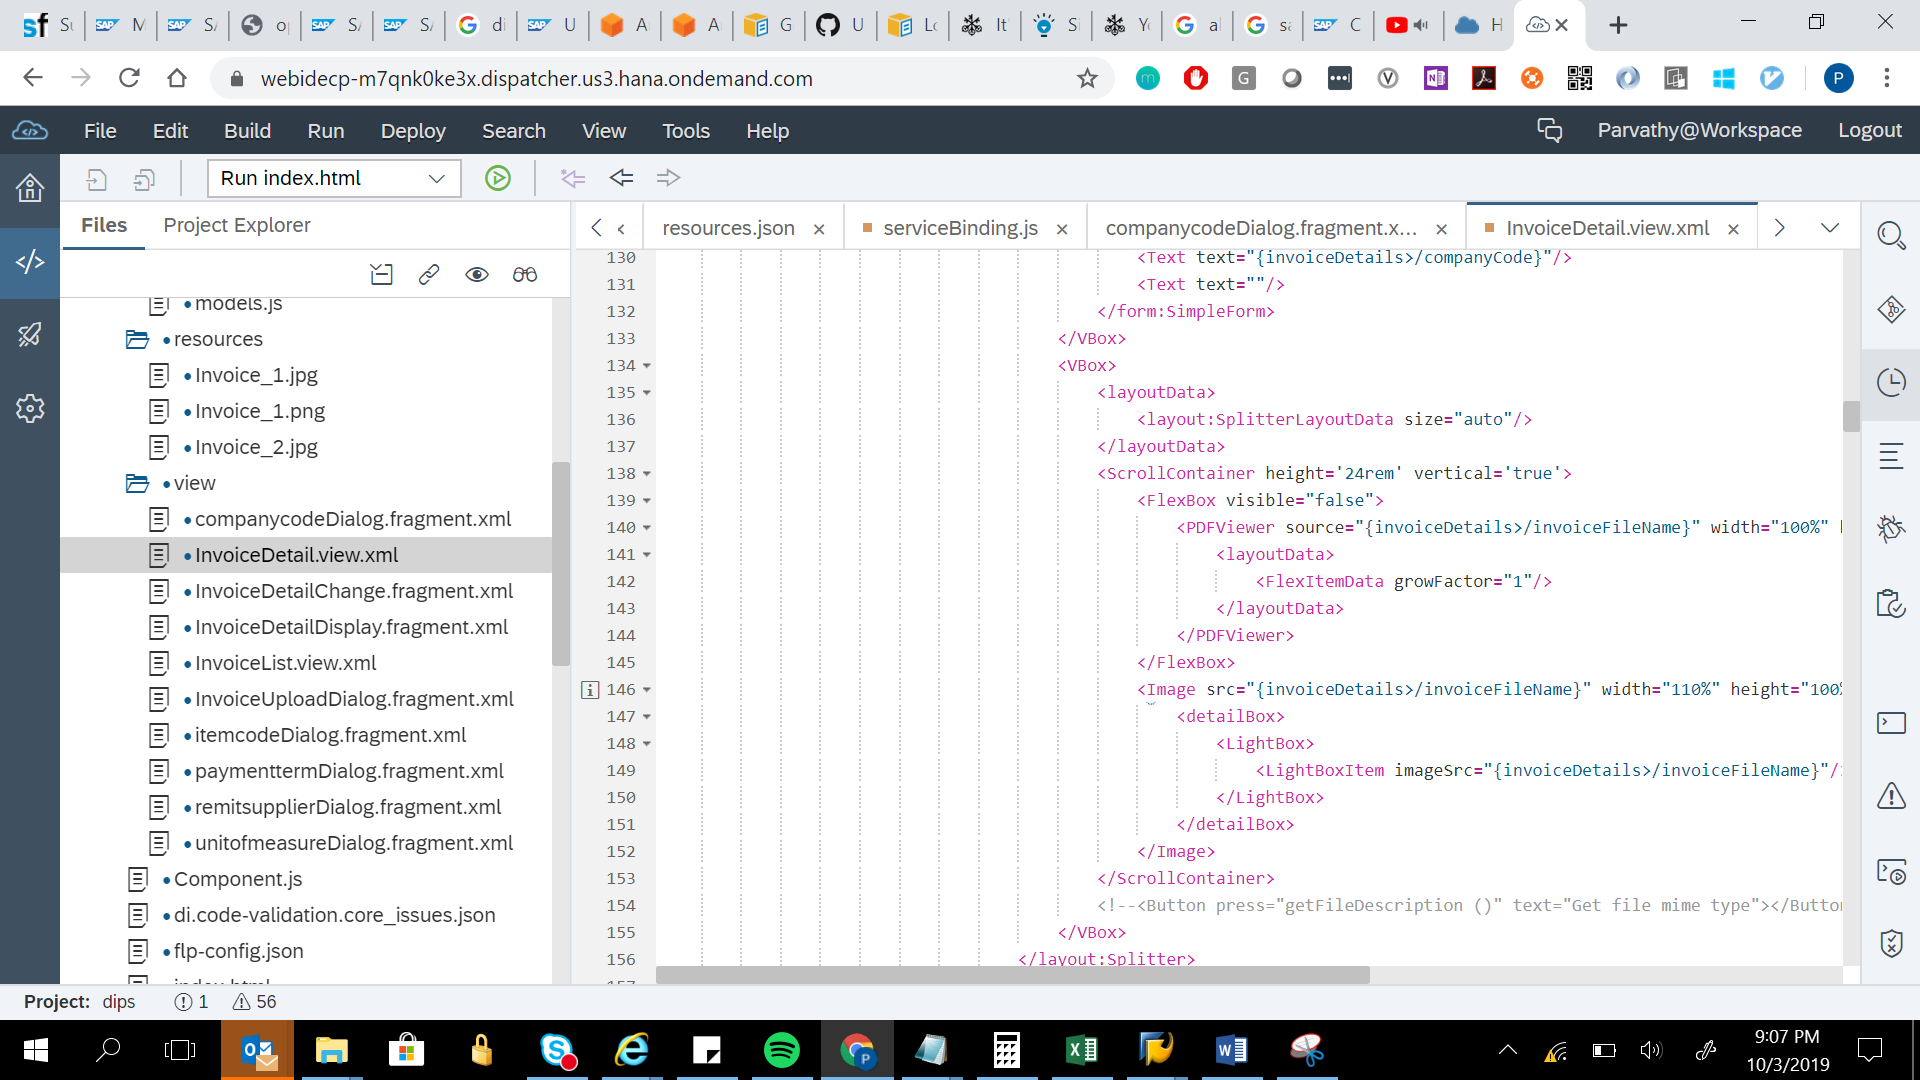 webidecp-m7qnk0ke3x.dispatcher.us3.hana.ondemand.com
File Edit Build Run Deploy Search View Tools Help Parvathy@Workspace Logout
Run index.html
Files Project Explorer
resources.json serviceBinding.js companycodeDialog.fragment.x... InvoiceDetail.view.xml
models.js
resources
Invoice_1.jpg
Invoice_1.png
Invoice_2.jpg
view
companycodeDialog.fragment.xml
InvoiceDetail.view.xml
InvoiceDetailChange.fragment.xml
InvoiceDetailDisplay.fragment.xml
InvoiceList.view.xml
InvoiceUploadDialog.fragment.xml
itemcodeDialog.fragment.xml
paymenttermDialog.fragment.xml
remitsupplierDialog.fragment.xml
unitofmeasureDialog.fragment.xml
Component.js
di.code-validation.core_issues.json
flp-config.json
130 <Text text="{invoiceDetails>/companyCode}"/>
131 <Text text=""/>
132 </form:SimpleForm>
133 </VBox>
134 <VBox>
135 <layoutData>
136 <layout:SplitterLayoutData size="auto"/>
137 </layoutData>
138 <ScrollContainer height='24rem' vertical='true'>
139 <FlexBox visible="false">
140 <PDFViewer source="{invoiceDetails>/invoiceFileName}" width="100%"
141 <layoutData>
142 <FlexItemData growFactor="1"/>
143 </layoutData>
144 </PDFViewer>
145 </FlexBox>
146 <Image src="{invoiceDetails>/invoiceFileName}" width="110%" height="100%
147 <detailBox>
148 <LightBox>
149 <LightBoxItem imageSrc="{invoiceDetails>/invoiceFileName}"/
150 </LightBox>
151 </detailBox>
152 </Image>
153 </ScrollContainer>
154 <!--<Button press="getFileDescription ()" text="Get file mime type"></Button
155 </VBox>
156 </layout:Splitter>
Project: dips 1 56
9:07 PM
10/3/2019